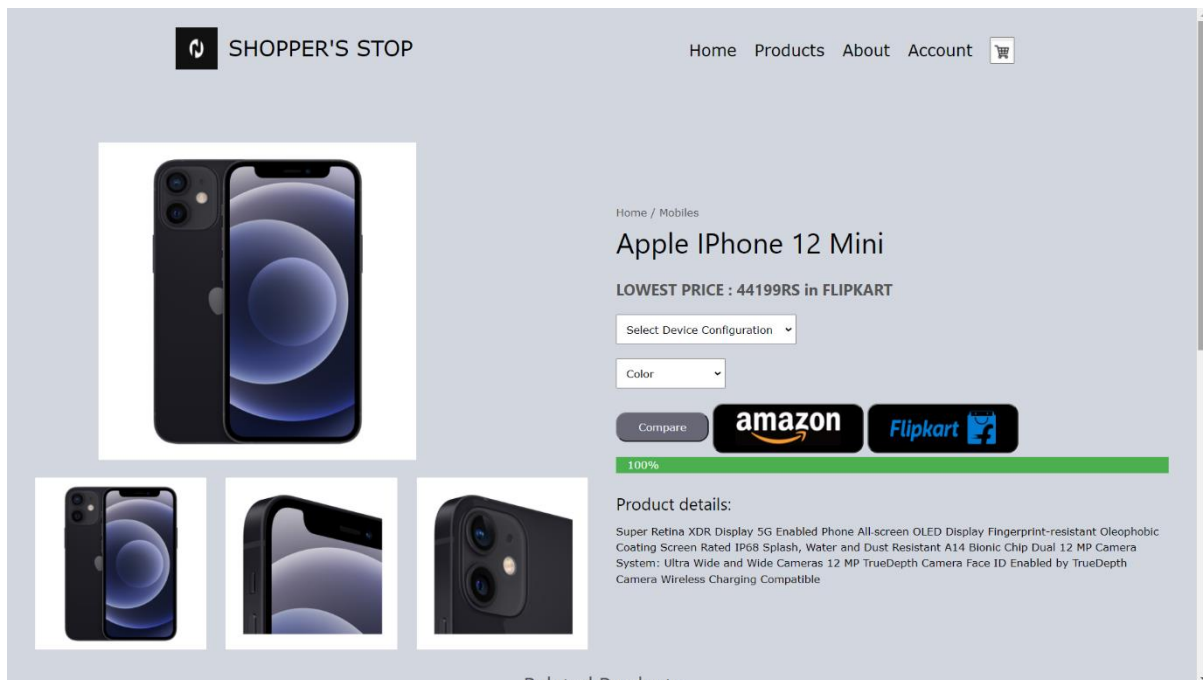 SHOPPER'S STOP
Home Products About Account
Home / Mobiles
Apple IPhone 12 Mini
LOWEST PRICE : 44199RS in FLIPKART
Select Device Configuration
Color
Compare amazon Flipkart
100%
Product details:
Super Retina XDR Display 5G Enabled Phone All-screen OLED Display Fingerprint-resistant Oleophobic
Coating Screen Rated IP68 Splash, Water and Dust Resistant A14 Bionic Chip Dual 12 MP Camera
System: Ultra Wide and Wide Cameras 12 MP TrueDepth Camera Face ID Enabled by TrueDepth
Camera Wireless Charging Compatible